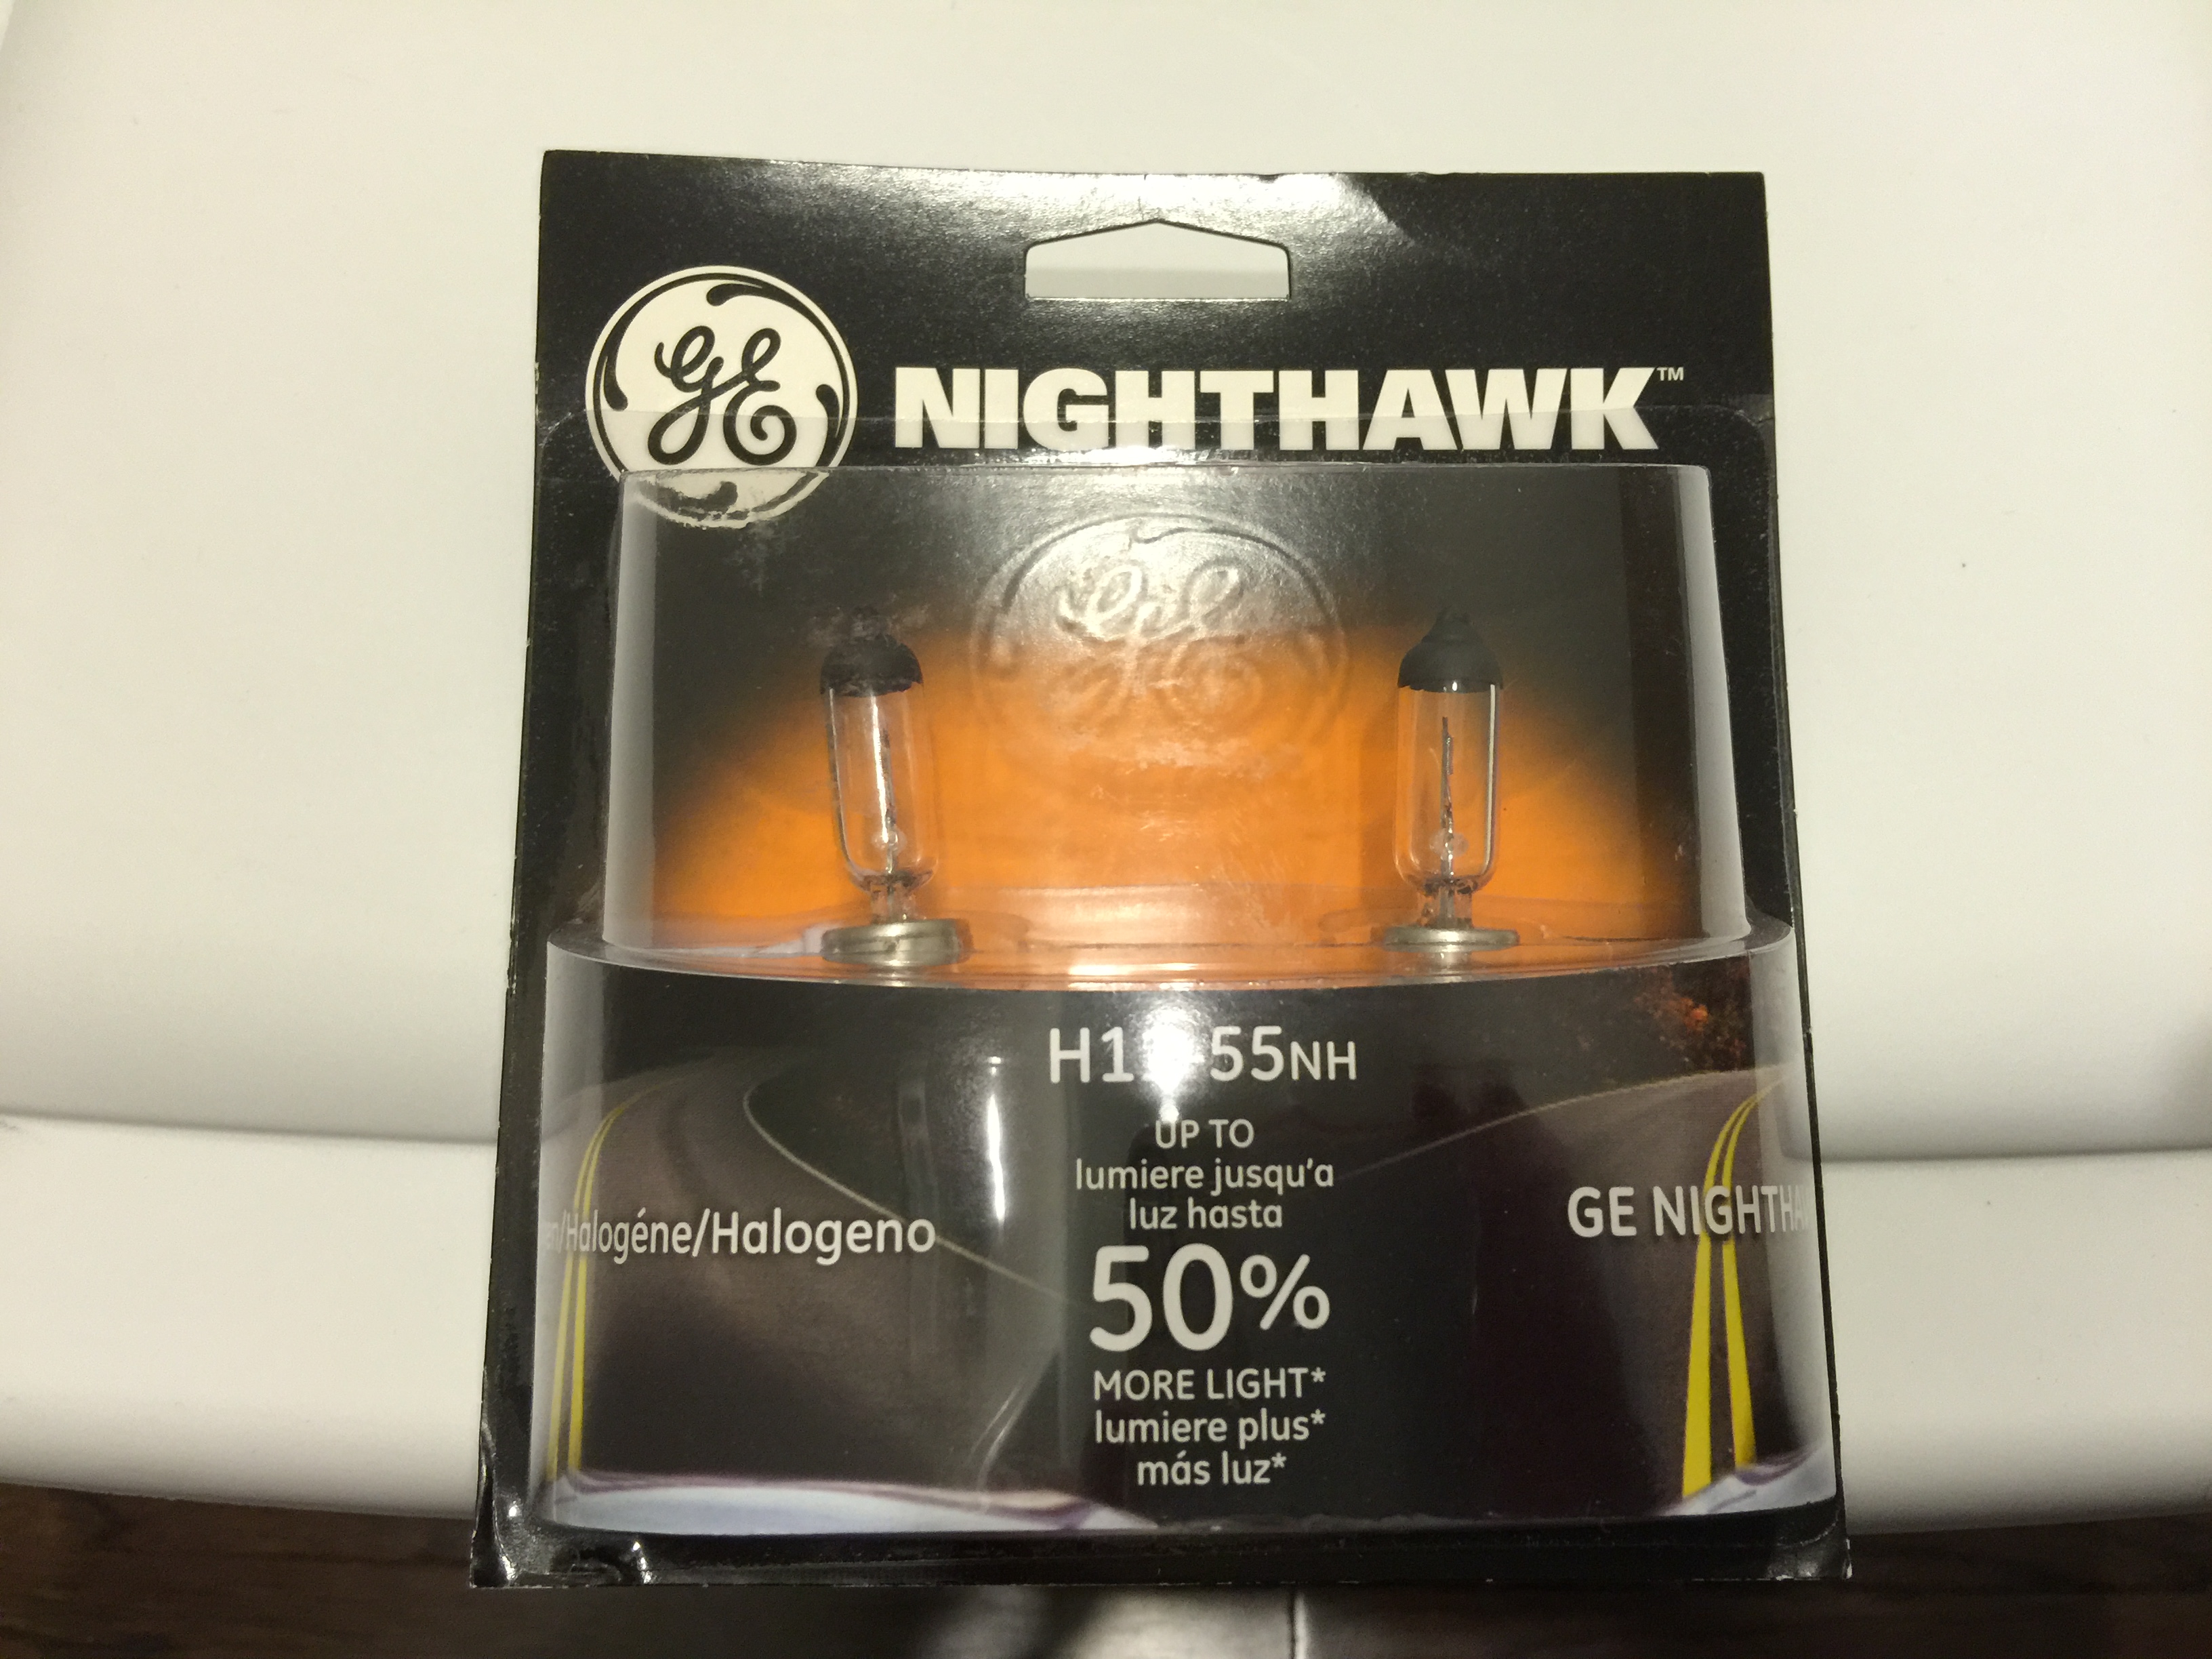 GE
NIGHTHAWK™
GE
55NH
UP TO
lumiere jusqu'a
luz hasta
/Halogéne/Halogeno
GE
50%
MORE LIGHT*
lumiere plus*
más luz*